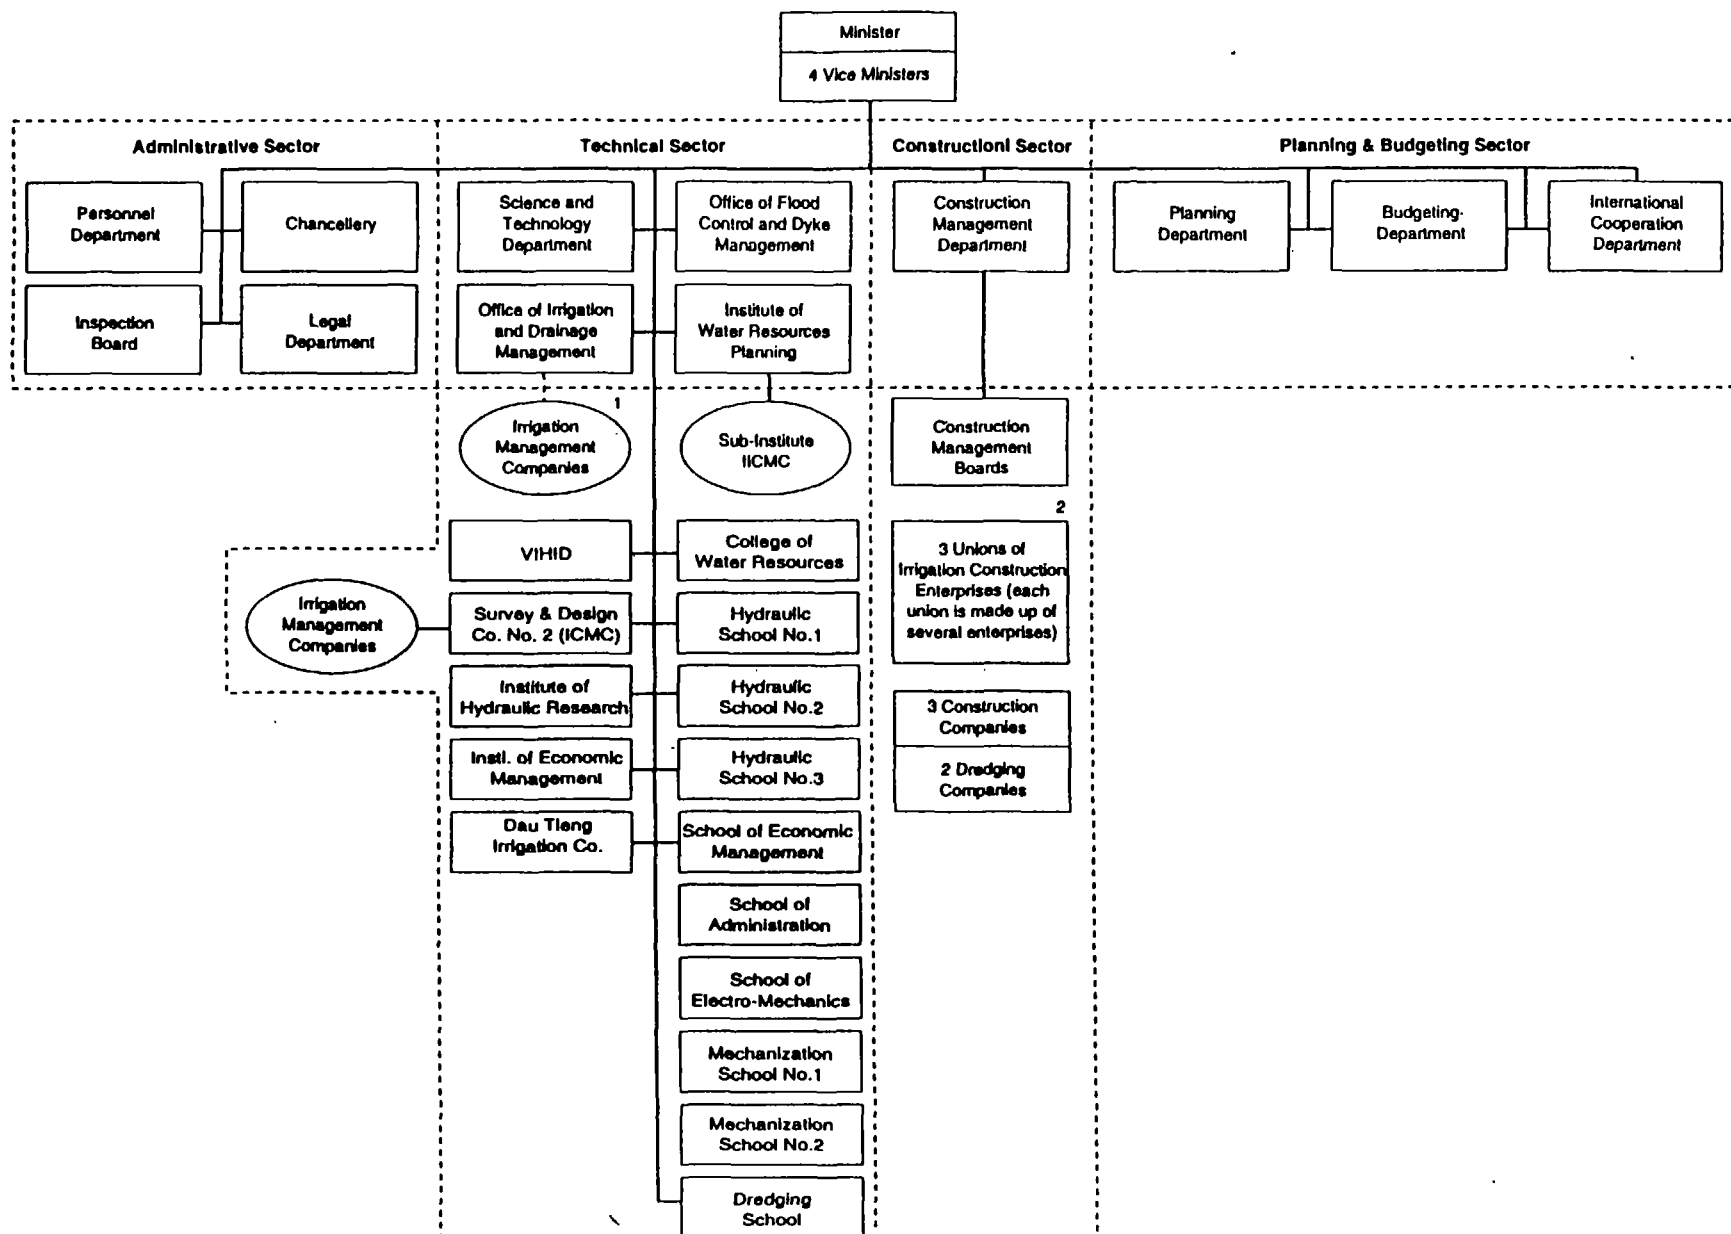 Minister
4 Vice Ministers
Administrative Sector
Technical Sector
Constructionl Sector
Planning & Budgeting Sector
Personnel
Department
Chancellery
Science and
Technology
Department
Office of Flood
Control and Dyke
Management
Construction
Management
Department
Planning
Department
Budgeting-
Department
International
Cooperation
Department
Inspection
Board
Legal
Department
Office of Irrigation
and Drainage
Management
Institute of
Water Resources
Planning
1
Irrigation
Management
Companies
Sub-Institute
IICMC
Construction
Management
Boards
2
VIHID
College of
Water Resources
3 Unions of
Irrigation Construction
Enterprises (each
union is made up of
several enterprises)
Irrigation
Management
Companies
Survey & Design
Co. No. 2 (ICMC)
Hydraulic
School No.1
Institute of
Hydraulic Research
Hydraulic
School No.2
3 Construction
Companies
2 Dredging
Companies
Instl. of Economic
Management
Hydraulic
School No.3
Dau Tieng
Irrigation Co.
School of Economic
Management
School of
Administration
School of
Electro-Mechanics
Mechanization
School No.1
Mechanization
School No.2
Dredging
School